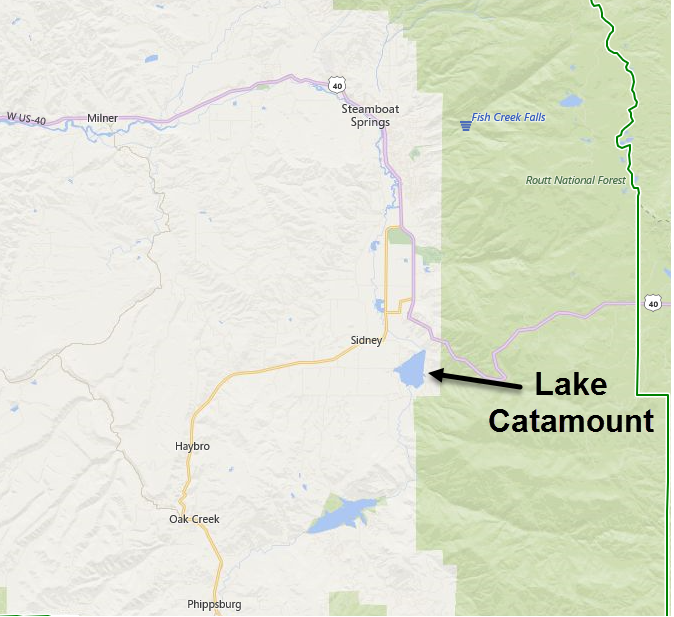 40
Steamboat
Springs
W US-40
Milner
Fish Creek Falls
Routt National Forest
40
Sidney
Lake
Catamount
Haybro
Oak Creek
Phippsburg